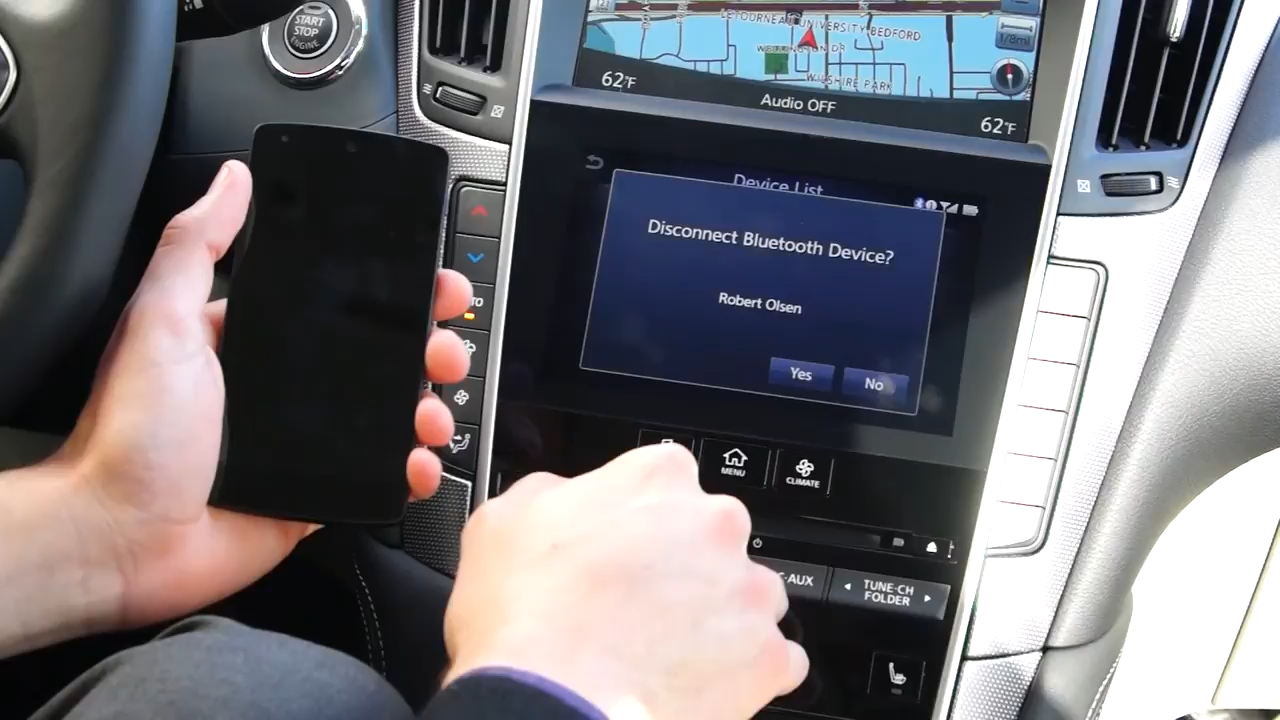 START
STOP
ENGINE
LETOURNEAU UNIVERSITY-BEDFORD
WELLINGTON DR
WILSHIRE PARK
1/8mi
62°F
Audio OFF
62°F
Device List
Disconnect Bluetooth Device?
Robert Olsen
Yes
No
MENU
CLIMATE
-AUX
TUNE-CH
FOLDER